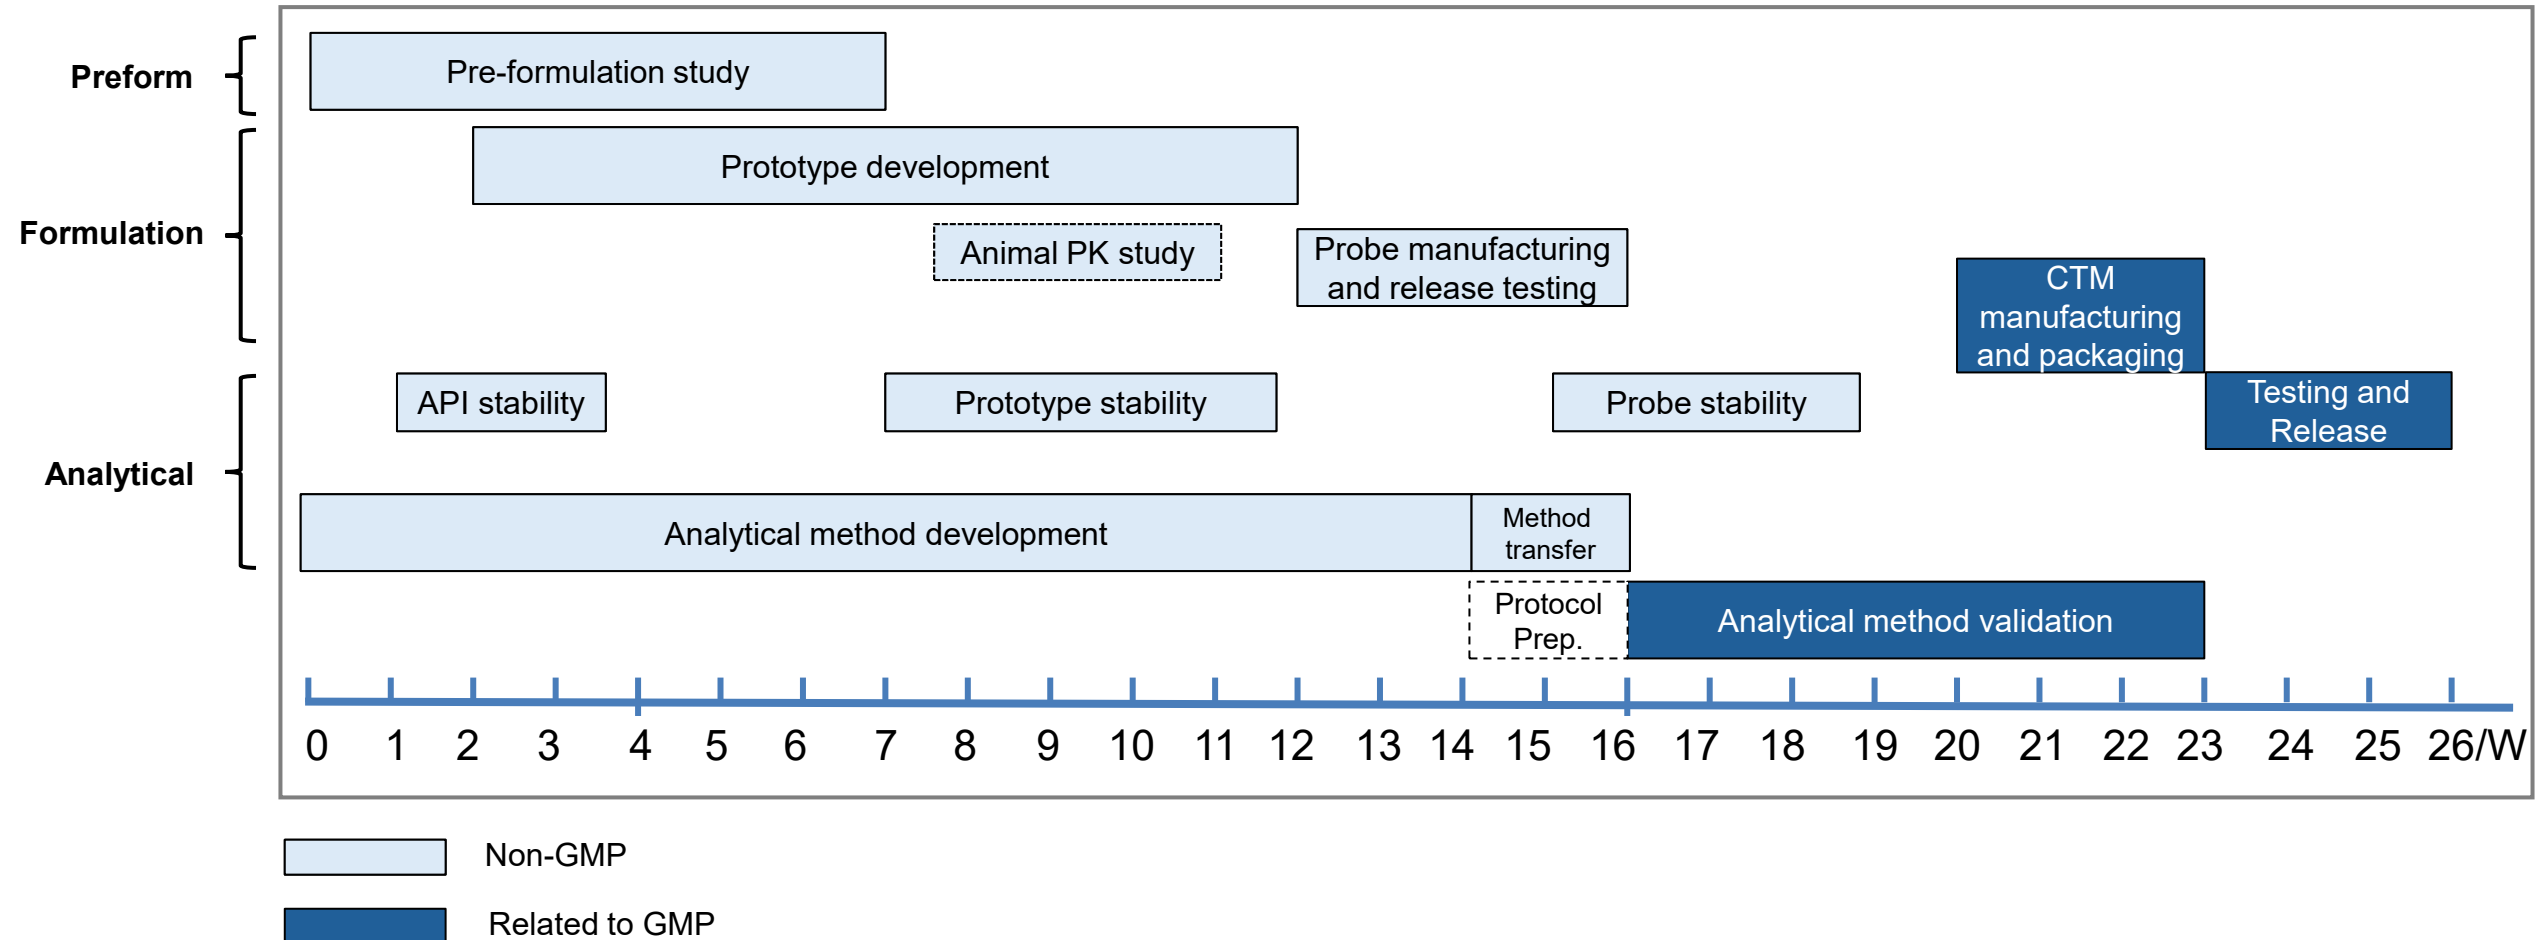 Preform
Pre-formulation study
Formulation
Prototype development
Animal PK study
Probe manufacturing
and release testing
CTM
manufacturing
and packaging
Analytical
API stability
Prototype stability
Probe stability
Testing and
Release
Analytical method development
Method
transfer
Protocol
Prep.
Analytical method validation
0 1 2 3 4 5 6 7 8 9 10 11 12 13 14 15 16 17 18 19 20 21 22 23 24 25 26/W
Non-GMP
Related to GMP